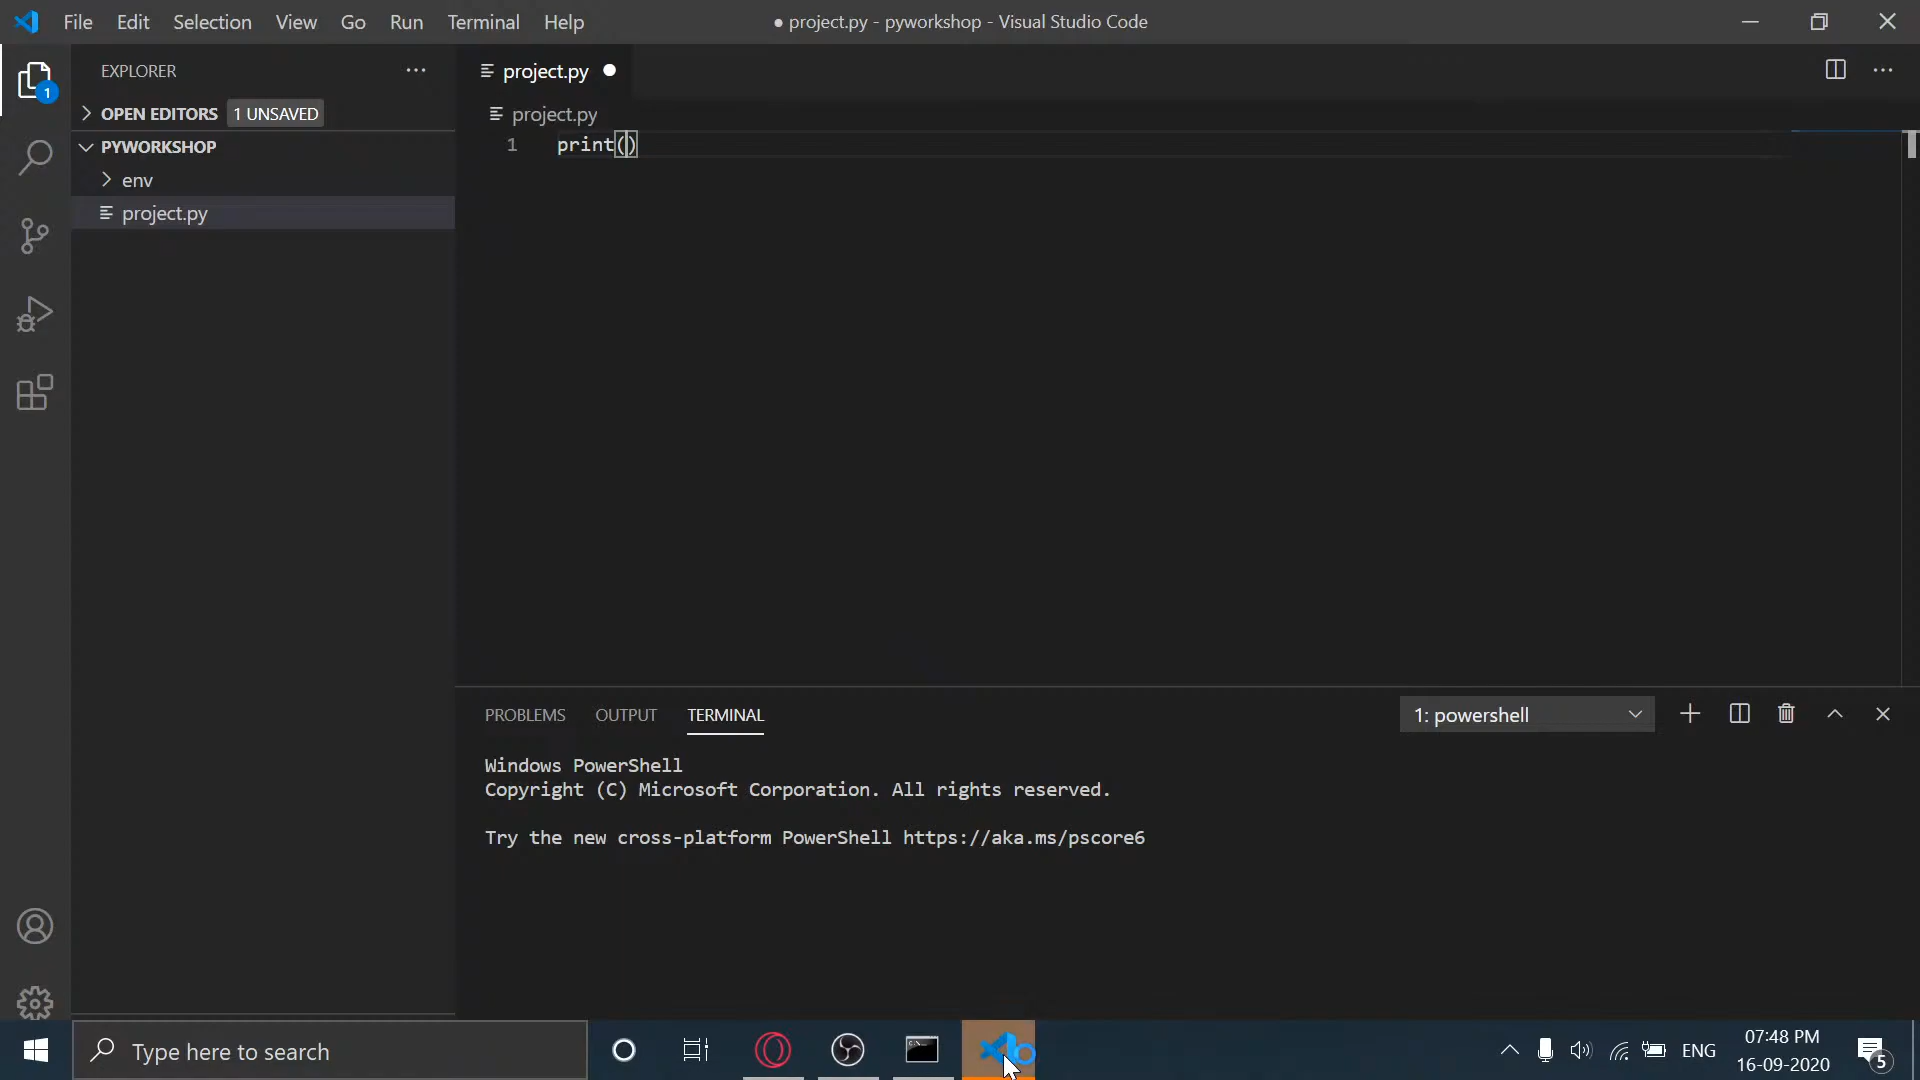 File Edit Selection View Go Run Terminal Help
● project.py - pyworkshop - Visual Studio Code
1
EXPLORER
OPEN EDITORS 1 UNSAVED
PYWORKSHOP
env
project.py
project.py
project.py
1 print()
PROBLEMS OUTPUT TERMINAL
1: powershell
Windows PowerShell
Copyright (C) Microsoft Corporation. All rights reserved.
Try the new cross-platform PowerShell https://aka.ms/pscore6
Type here to search
ENG
07:48 PM
16-09-2020
5